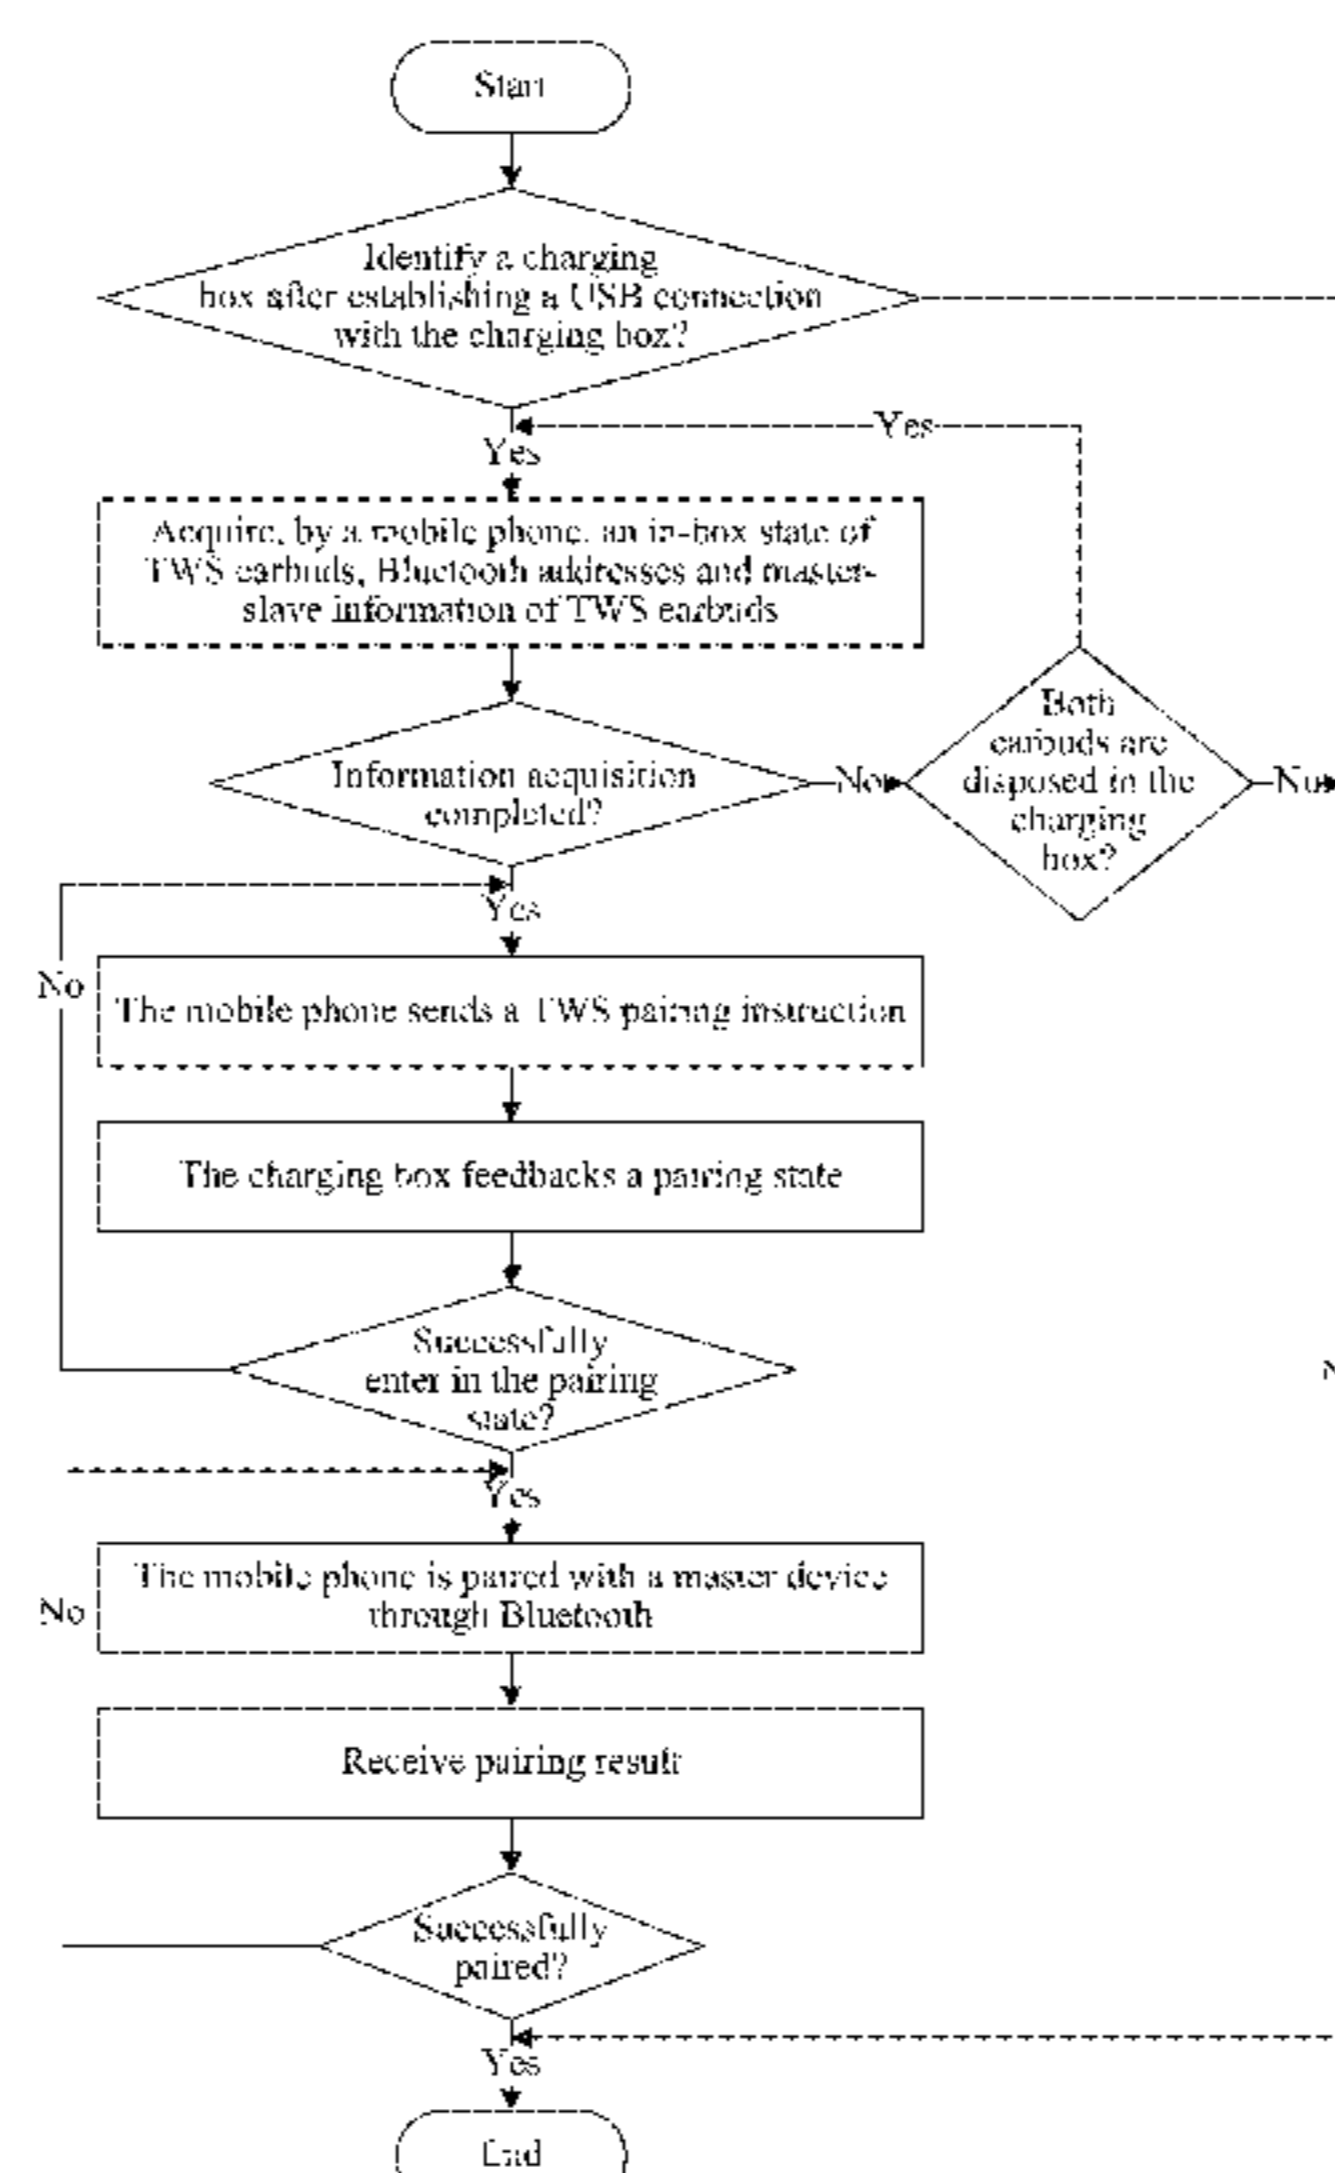 Start
Identify a charging
box after establishing a USB connection
with the charging box?
Yes
Yes
Acquire, by a mobile phone, an in-box state of
TWS earbuds, Bluetooth addresses and master-
slave information of TWS earbuds
Information acquisition
completed?
No
Both
earbuds are
disposed in the
charging
box?
No
Yes
No
The mobile phone sends a TWS pairing instruction
The charging box feedbacks a pairing state
Successfully
enter in the pairing
state?
Yes
The mobile phone is paired with a master device
through Bluetooth
No
Receive pairing result
Successfully
paired?
Yes
End